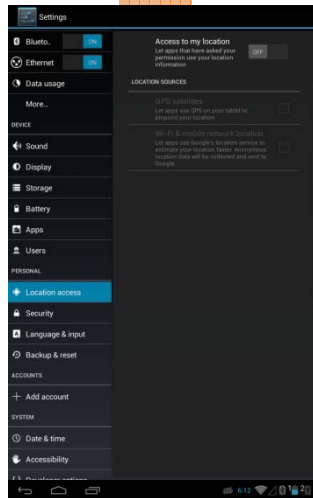 Settings
Blueto..
ON
Ethernet
ON
Data usage
More..
DEVICE
Sound
Display
Storage
Battery
Apps
Users
PERSONAL
Location access
Security
Language & input
Backup & reset
ACCOUNTS
Add account
SYSTEM
Date & time
Accessibility
Developer options
Access to my location
Let apps that have asked your
permission use your location
information
OFF
LOCATION SOURCES
GPS satellites
Let apps use GPS on your tablet to
pinpoint your location
Wi-Fi & mobile network location
Let apps use Google's location service to
estimate your location faster. Anonymous
location data will be collected and sent to
Google.
6:12